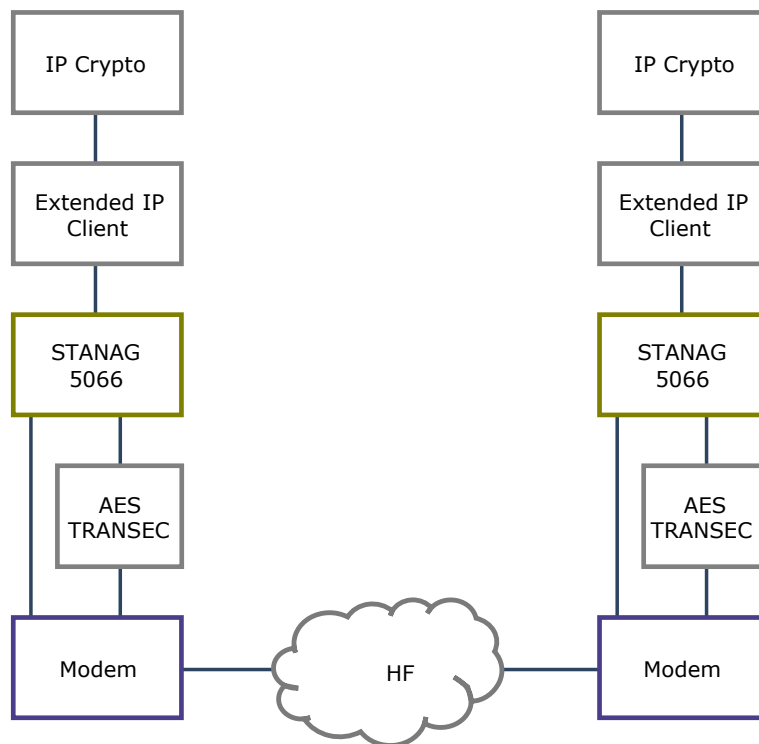 IP Crypto
IP Crypto
Extended IP
Client
Extended IP
Client
STANAG
5066
STANAG
5066
AES
TRANSEC
AES
TRANSEC
Modem
HF
Modem